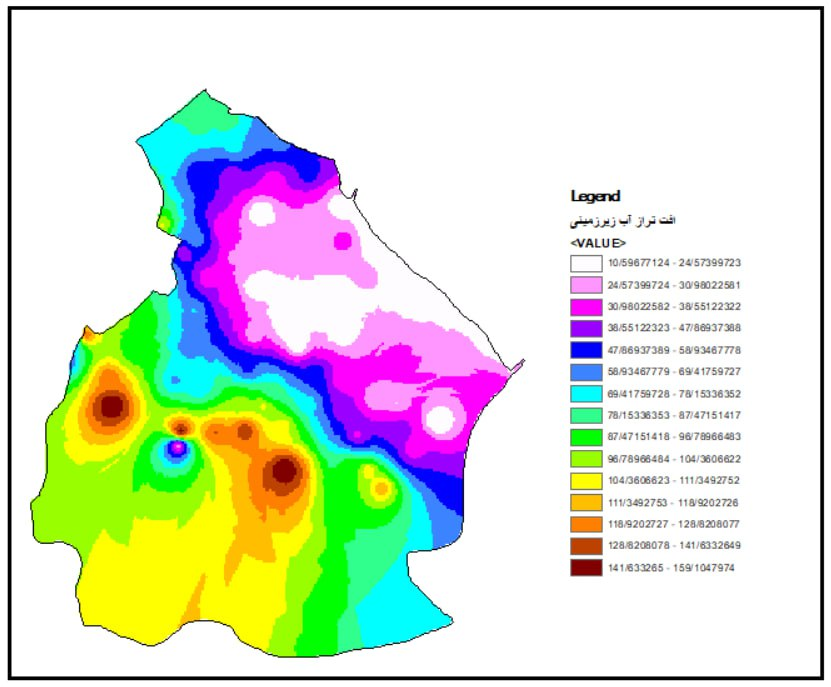 Legend
افت تراز آب زیرزمینی
<VALUE>
10/59677124 - 24/57399723
24/57399724 - 30/98022581
30/98022582 - 38/55122322
38/55122323 - 47/86937388
47/86937389 - 58/93467778
58/93467779 - 69/41759727
69/41759728 - 78/15336352
78/15336353 - 87/47151417
87/47151418 - 96/78966483
96/78966484 - 104/3606622
104/3606623 - 111/3492752
111/3492753 - 118/9202726
118/9202727 - 128/8208077
128/8208078 - 141/6332649
141/633265 - 159/1047974